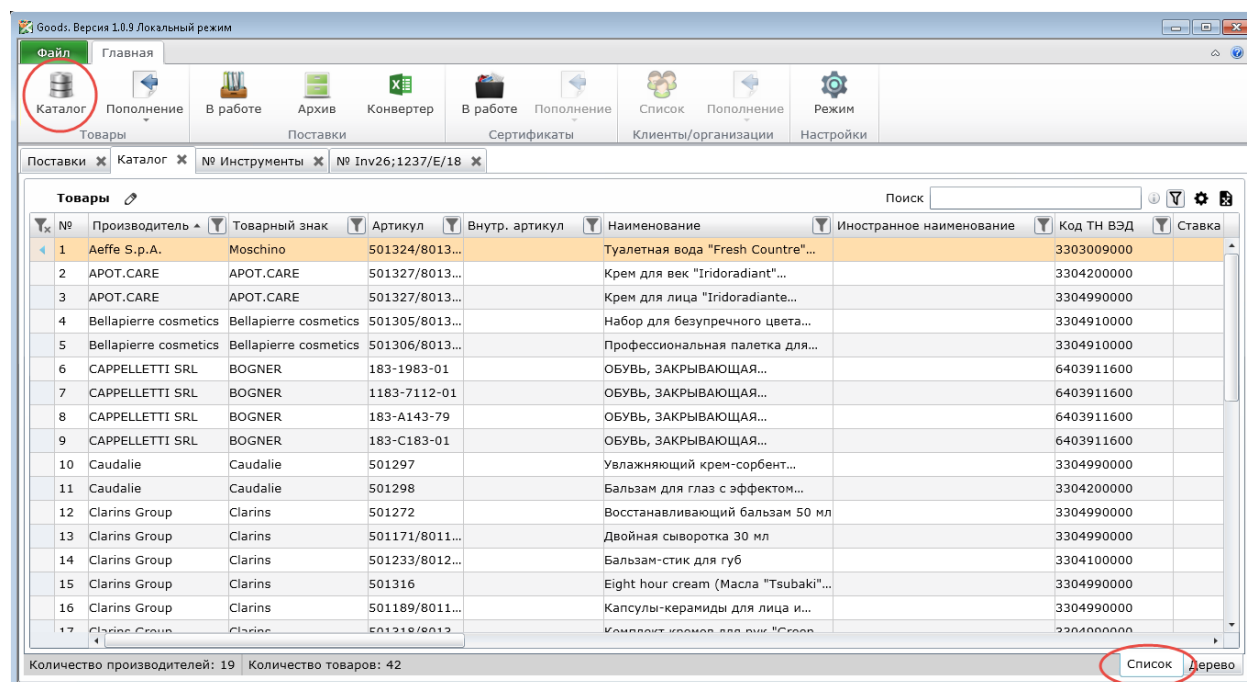 Goods. Версия 1.0.9 Локальный режим
Файл Главная
Каталог Пополнение В работе Архив Конвертер В работе Пополнение Список Пополнение Режим
Товары Поставки Сертификаты Клиенты/организации Настройки
Поставки Каталог № Инструменты № Inv26;1237/E/18
Товары Поиск
№ Производитель Товарный знак Артикул Внутр. артикул Наименование Иностранное наименование Код ТН ВЭД Ставка
1 Aeffe S.p.A. Moschino 501324/8013... Туалетная вода "Fresh Countre"... 3303009000
2 APOT.CARE APOT.CARE 501327/8013... Крем для век "Iridoradiant"... 3304200000
3 APOT.CARE APOT.CARE 501327/8013... Крем для лица "Iridoradiante... 3304990000
4 Bellapierre cosmetics Bellapierre cosmetics 501305/8013... Набор для безупречного цвета... 3304910000
5 Bellapierre cosmetics Bellapierre cosmetics 501306/8013... Профессиональная палетка для... 3304910000
6 CAPPELLETTI SRL BOGNER 183-1983-01 ОБУВЬ, ЗАКРЫВАЮЩАЯ... 6403911600
7 CAPPELLETTI SRL BOGNER 1183-7112-01 ОБУВЬ, ЗАКРЫВАЮЩАЯ... 6403911600
8 CAPPELLETTI SRL BOGNER 183-A143-79 ОБУВЬ, ЗАКРЫВАЮЩАЯ... 6403911600
9 CAPPELLETTI SRL BOGNER 183-C183-01 ОБУВЬ, ЗАКРЫВАЮЩАЯ... 6403911600
10 Caudalie Caudalie 501297 Увлажняющий крем-сорбент... 3304990000
11 Caudalie Caudalie 501298 Бальзам для глаз с эффектом... 3304200000
12 Clarins Group Clarins 501272 Восстанавливающий бальзам 50 мл 3304990000
13 Clarins Group Clarins 501171/8011... Двойная сыворотка 30 мл 3304990000
14 Clarins Group Clarins 501233/8012... Бальзам-стик для губ 3304100000
15 Clarins Group Clarins 501316 Eight hour cream (Масла "Tsubaki"... 3304990000
16 Clarins Group Clarins 501189/8011... Капсулы-керамиды для лица и... 3304990000
17 Clarins Group Clarins
Количество производителей: 19 Количество товаров: 42 Список Дерево